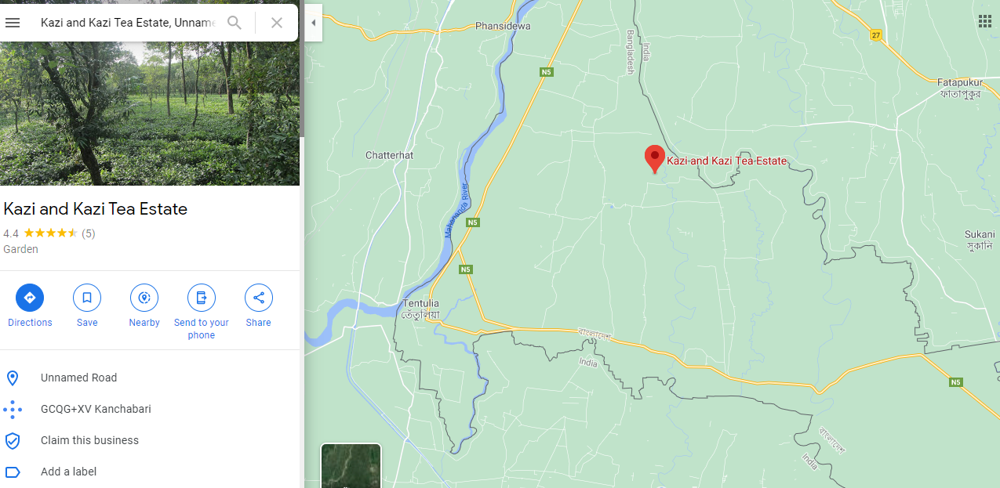 Kazi and Kazi Tea Estate, Unname
Kazi and Kazi Tea Estate
4.4 (5)
Garden
Directions
Save
Nearby
Send to your
phone
Share
Unnamed Road
GCQG+XV Kanchabari
Claim this business
Add a label
Phansidewa
Bangladesh
India
27
N5
Fatapukur
ফাতাপুকুর
Chatterhat
Kazi and Kazi Tea Estate
Mahananda River
N5
Sukani
সুকানি
N5
Tentulia
তেঁতুলিয়া
বাংলাদেশ
India
N5
বাংলাদেশ
India